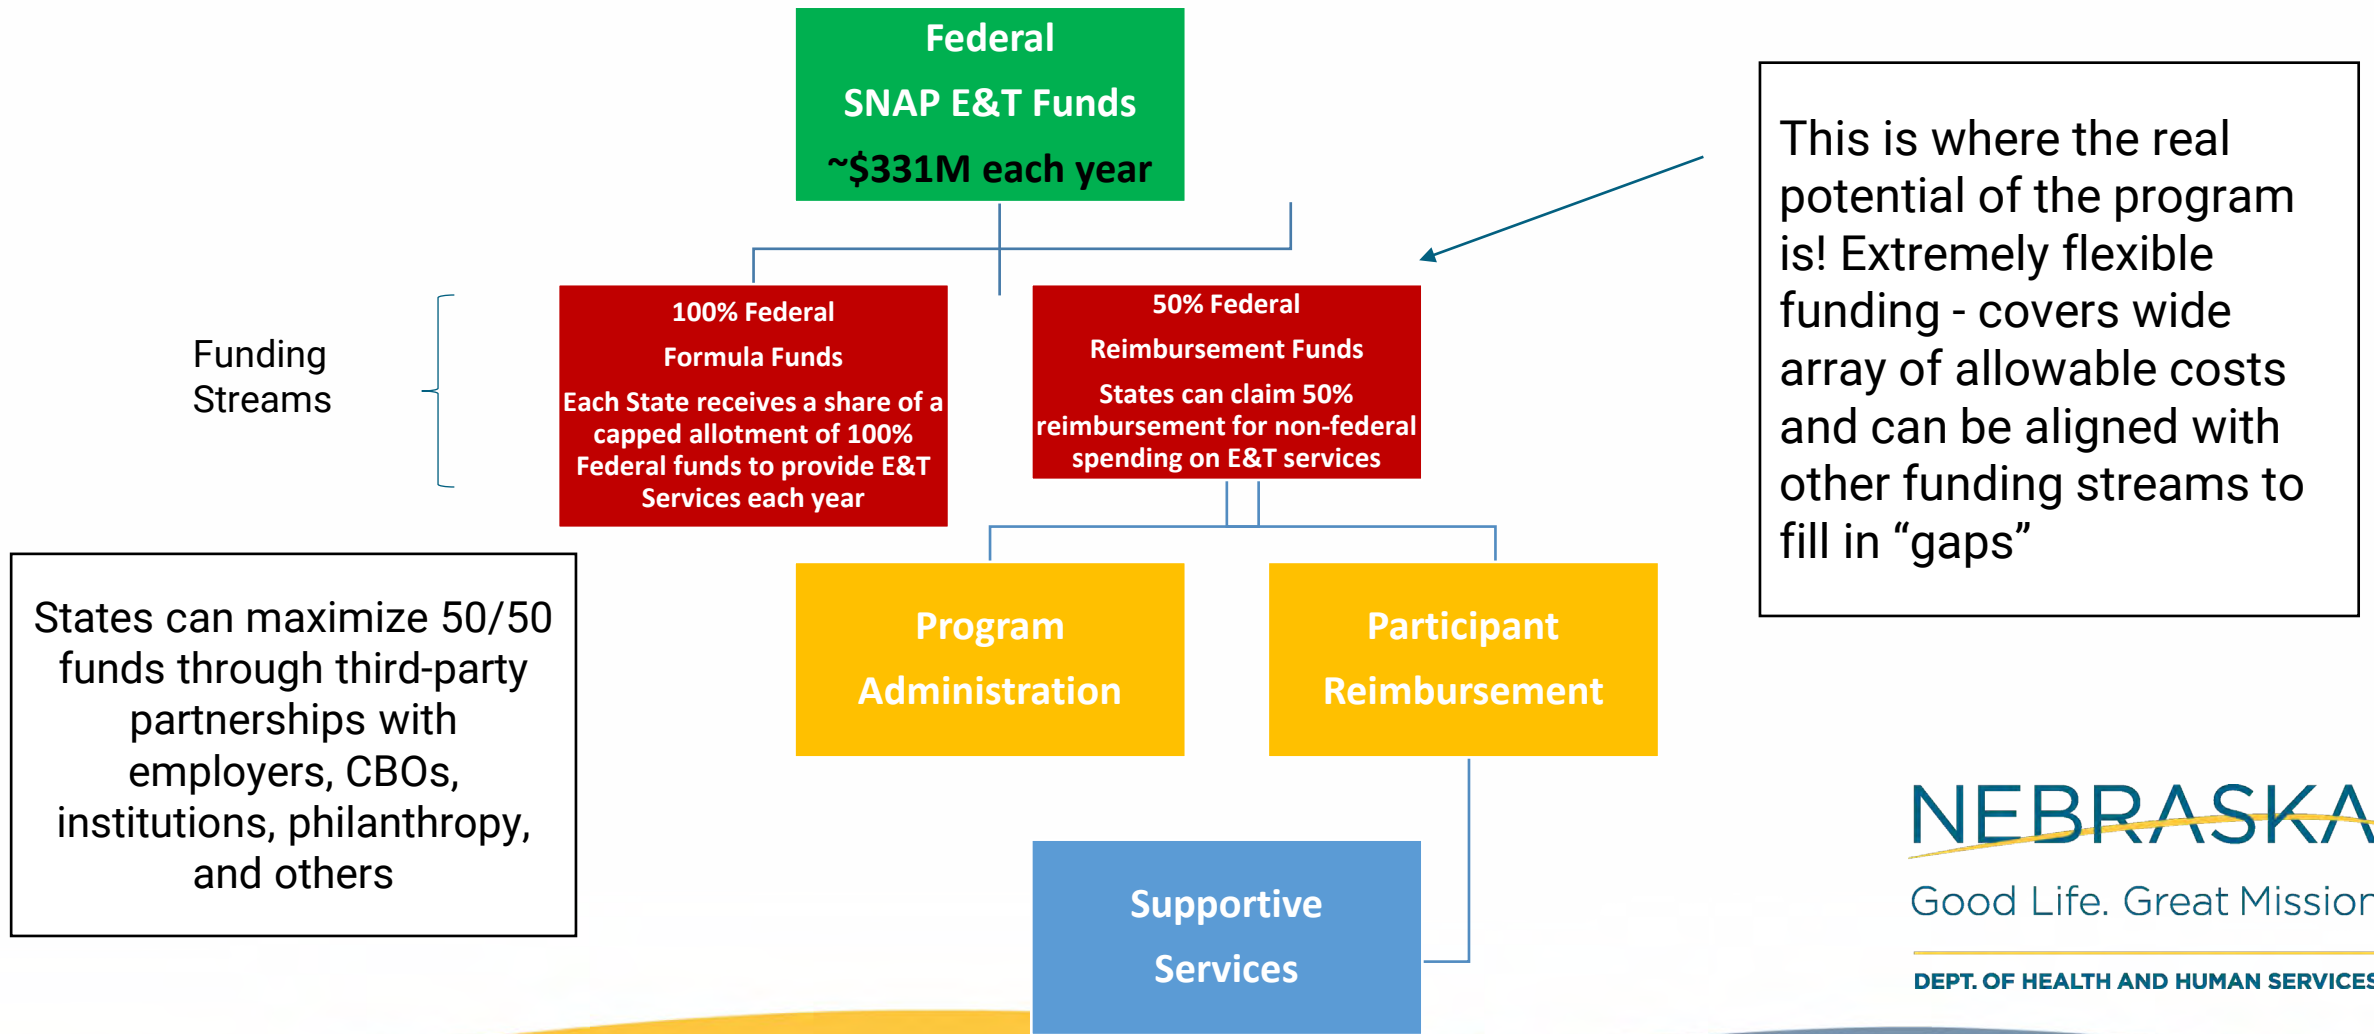 Federal
SNAP E&T Funds
~$331M each year
This is where the real
potential of the program
is! Extremely flexible
funding - covers wide
array of allowable costs
and can be aligned with
other funding streams to
fill in “gaps”
Funding
Streams
100% Federal
Formula Funds
Each State receives a share of a
capped allotment of 100%
Federal funds to provide E&T
Services each year
50% Federal
Reimbursement Funds
States can claim 50%
reimbursement for non-federal
spending on E&T services
States can maximize 50/50
funds through third-party
partnerships with
employers, CBOs,
institutions, philanthropy,
and others
Program
Administration
Participant
Reimbursement
Supportive
Services
NEBRASKA
Good Life. Great Mission
DEPT. OF HEALTH AND HUMAN SERVICES